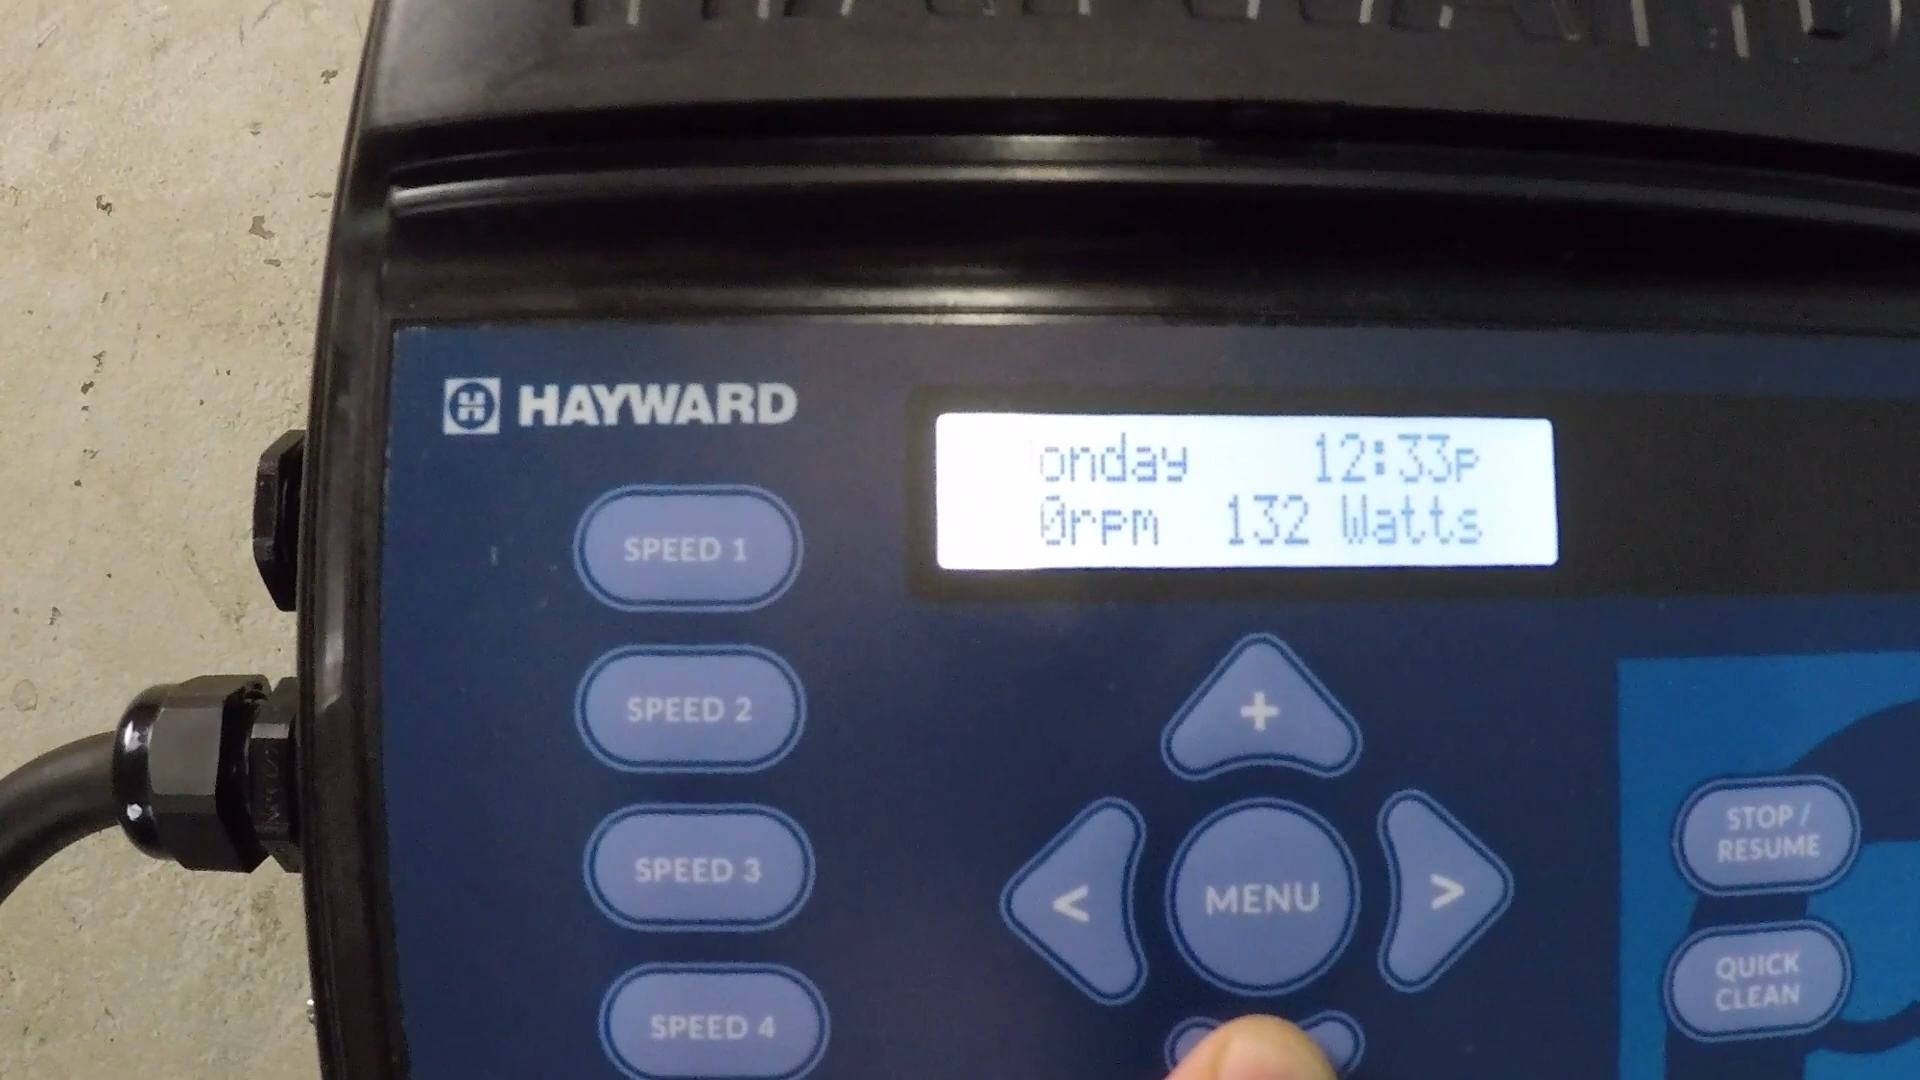 HAYWARD
onday 12:33p
0rpm 132 Watts
SPEED 1
SPEED 2
SPEED 3
SPEED 4
+
<
MENU
>
STOP /
RESUME
QUICK
CLEAN